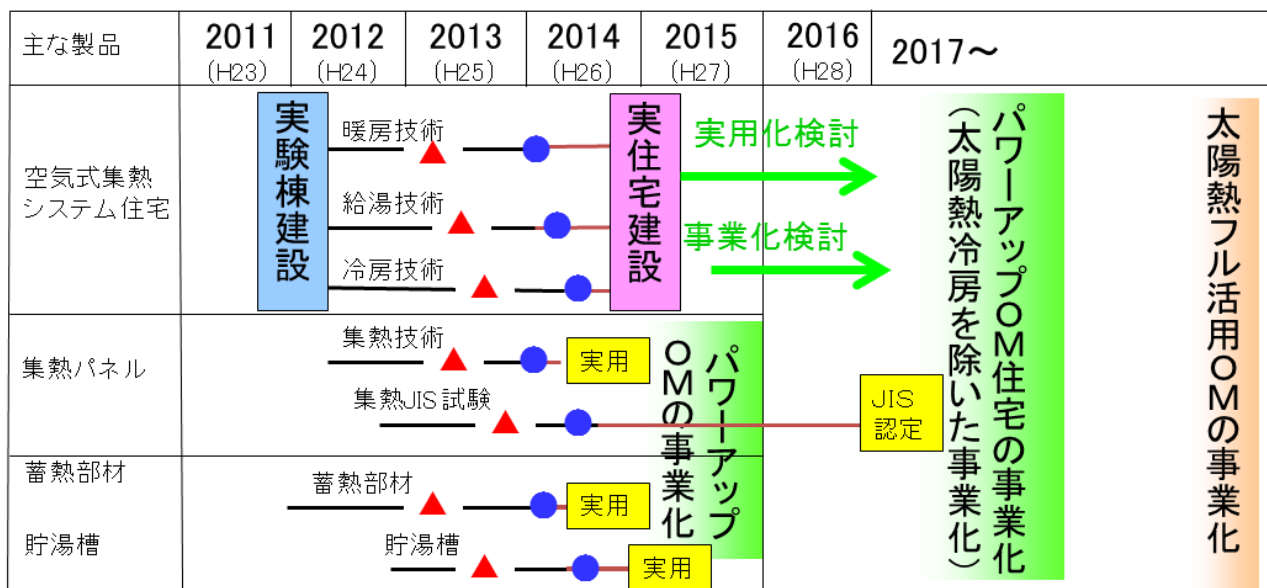 主な製品
2011
(H23)
2012
(H24)
2013
(H25)
2014
(H26)
2015
(H27)
2016
(H28)
2017～
空気式集熱
システム住宅
実験棟建設
暖房技術
給湯技術
冷房技術
実住宅建設
実用化検討
事業化検討
集熱パネル
集熱技術
実用
集熱JIS試験
JIS
認定
蓄熱部材
蓄熱部材
実用
貯湯槽
貯湯槽
実用
パワーアップ
OMの事業化
パワーアップOM住宅の事業化
（太陽熱冷房を除いた事業化）
太陽熱フル活用OMの事業化